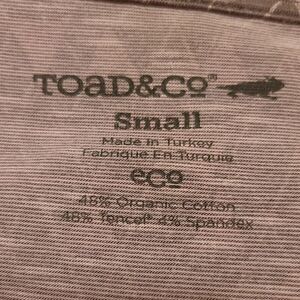 TOAD&CO®
Small
Made in Turkey
Fabriqué En Turquie
eco
48% Organic Cotton
48% Tencel® 4% Spandex